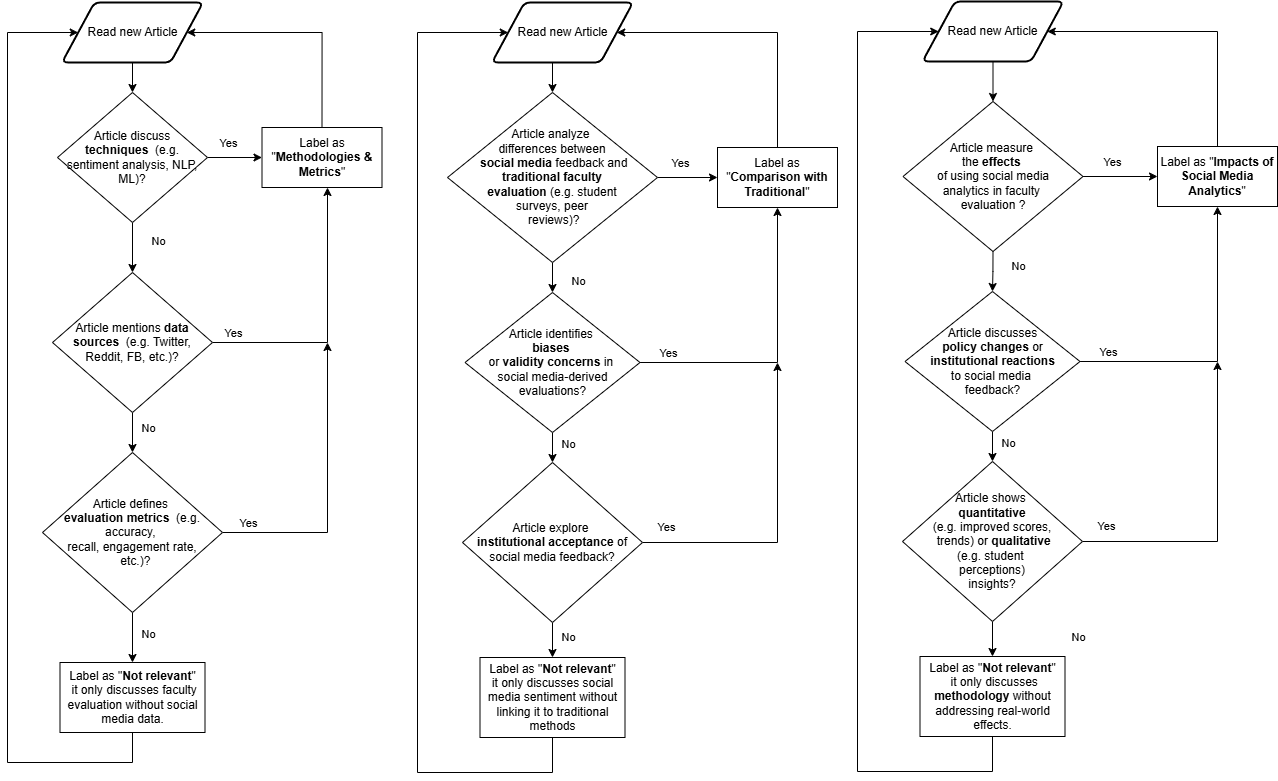 Read new Article
Article discuss
techniques (e.g.
sentiment analysis, NLP,
ML)?
Yes
Label as
"Methodologies &
Metrics"
No
Article mentions data
sources (e.g. Twitter,
Reddit, FB, etc.)?
Yes
No
Article defines
evaluation metrics (e.g.
accuracy,
recall, engagement rate,
etc.)?
Yes
No
Label as "Not relevant"
it only discusses faculty
evaluation without social
media data.
Read new Article
Article analyze
differences between
social media feedback and
traditional faculty
evaluation (e.g. student
surveys, peer
reviews)?
Yes
Label as
"Comparison with
Traditional"
No
Article identifies
biases
or validity concerns in
social media-derived
evaluations?
Yes
No
Article explore
institutional acceptance of
social media feedback?
Yes
No
Label as "Not relevant"
it only discusses social
media sentiment without
linking it to traditional
methods
Read new Article
Article measure
the effects
of using social media
analytics in faculty
evaluation ?
Yes
Label as "Impacts of
Social Media
Analytics"
No
Article discusses
policy changes or
institutional reactions
to social media
feedback?
Yes
No
Article shows
quantitative
(e.g. improved scores,
trends) or qualitative
(e.g. student
perceptions)
insights?
Yes
No
Label as "Not relevant"
it only discusses
methodology without
addressing real-world
effects.